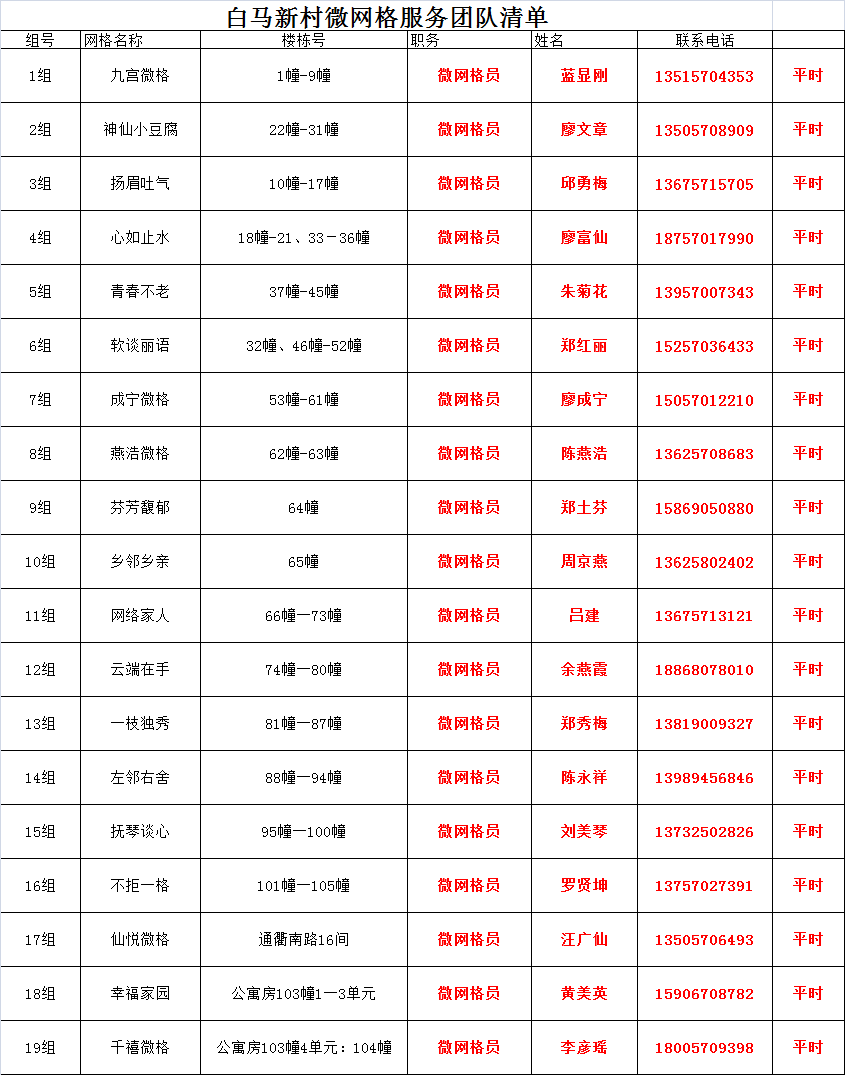 白马新村微网格服务团队清单
组号 网格名称 楼栋号 职务 姓名 联系电话
1组 九宫微格 1幢-9幢 微网格员 蓝显刚 13515704353 平时
2组 神仙小豆腐 22幢-31幢 微网格员 廖文章 13505708909 平时
3组 扬眉吐气 10幢-17幢 微网格员 邱勇梅 13675715705 平时
4组 心如止水 18幢-21、33－36幢 微网格员 廖富仙 18757017990 平时
5组 青春不老 37幢-45幢 微网格员 朱菊花 13957007343 平时
6组 软谈丽语 32幢、46幢-52幢 微网格员 郑红丽 15257036433 平时
7组 成宁微格 53幢-61幢 微网格员 廖成宁 15057012210 平时
8组 燕浩微格 62幢-63幢 微网格员 陈燕浩 13625708683 平时
9组 芬芳馥郁 64幢 微网格员 郑土芬 15869050880 平时
10组 乡邻乡亲 65幢 微网格员 周京燕 13625802402 平时
11组 网络家人 66幢—73幢 微网格员 吕建 13675713121 平时
12组 云端在手 74幢—80幢 微网格员 余燕霞 18868078010 平时
13组 一枝独秀 81幢—87幢 微网格员 郑秀梅 13819009327 平时
14组 左邻右舍 88幢—94幢 微网格员 陈永祥 13989456846 平时
15组 抚琴谈心 95幢—100幢 微网格员 刘美琴 13732502826 平时
16组 不拒一格 101幢—105幢 微网格员 罗贤坤 13757027391 平时
17组 仙悦微格 通衢南路16间 微网格员 汪广仙 13505706493 平时
18组 幸福家园 公寓房103幢1—3单元 微网格员 黄美英 15906708782 平时
19组 千禧微格 公寓房103幢4单元：104幢 微网格员 李彦瑶 18005709398 平时